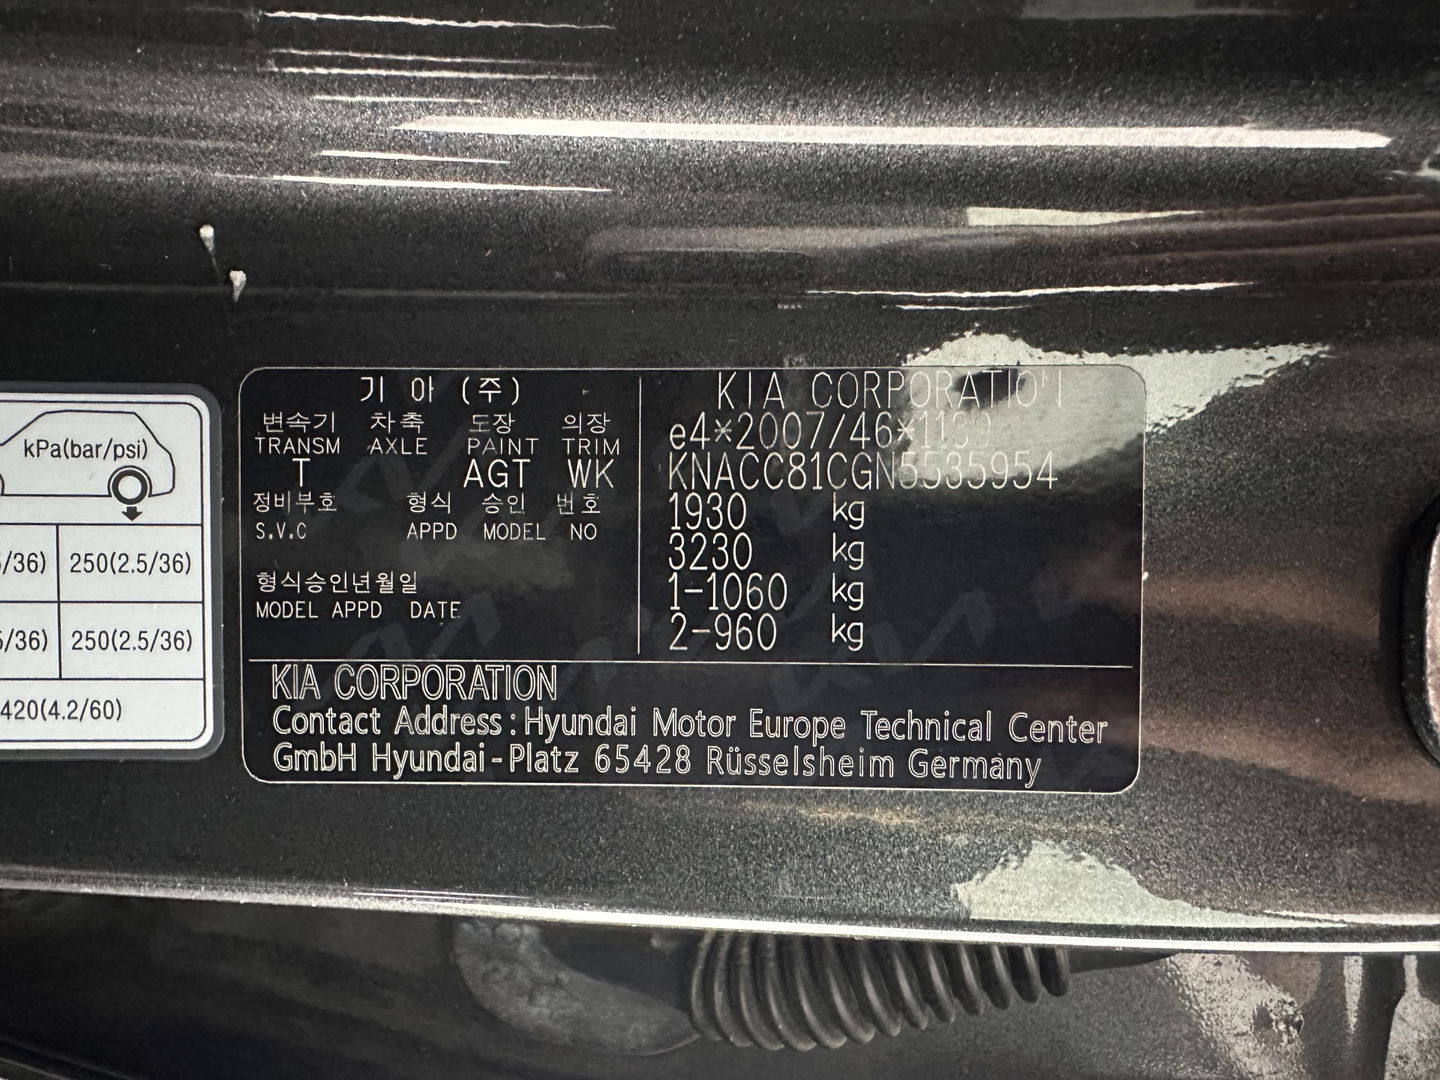 kPa(bar/psi)
/36) 250(2.5/36)
/36) 250(2.5/36)
420(4.2/60)
기 아 (주)
변속기 차축 도장 의장
TRANSM AXLE PAINT TRIM
T AGT WK
정비부호 형식 승인 번호
S.V.C APPD MODEL NO
형식승인년월일
MODEL APPD DATE
KIA CORPORATION
e4*2007/46*1139
KNACC81CGN5535954
1930 kg
3230 kg
1-1060 kg
2-960 kg
KIA CORPORATION
Contact Address : Hyundai Motor Europe Technical Center
GmbH Hyundai-Platz 65428 Rüsselsheim Germany